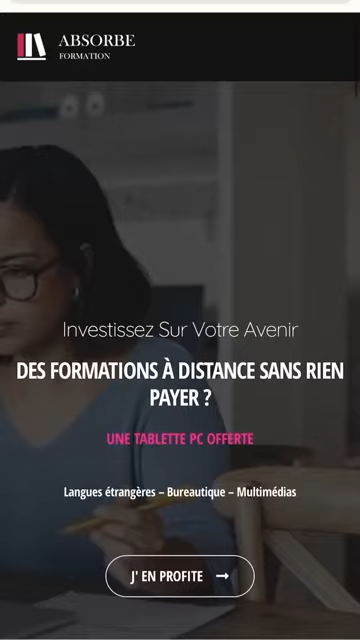 ABSORBE
FORMATION
Investissez Sur Votre Avenir
DES FORMATIONS À DISTANCE SANS RIEN
PAYER ?
UNE TABLETTE PC OFFERTE
Langues étrangères – Bureautique – Multimédias
J' EN PROFITE →